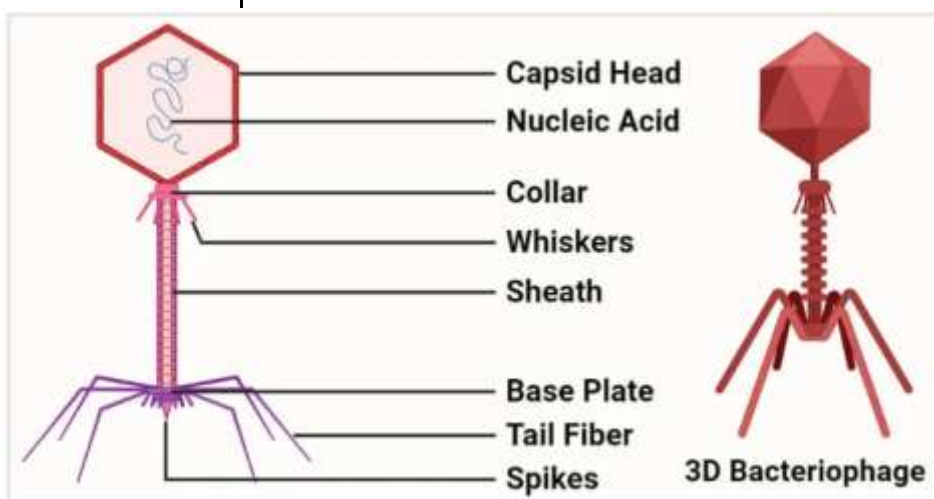 Capsid Head
Nucleic Acid
Collar
Whiskers
Sheath
Base Plate
Tail Fiber
Spikes
3D Bacteriophage